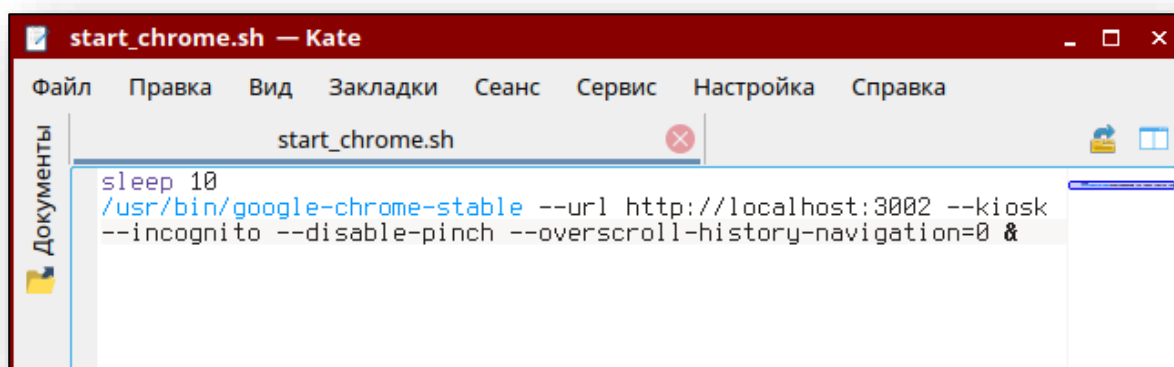 start_chrome.sh — Kate
Файл Правка Вид Закладки Сеанс Сервис Настройка Справка
Документы
start_chrome.sh
sleep 10
/usr/bin/google-chrome-stable --url http://localhost:3002 --kiosk
--incognito --disable-pinch --overscroll-history-navigation=0 &